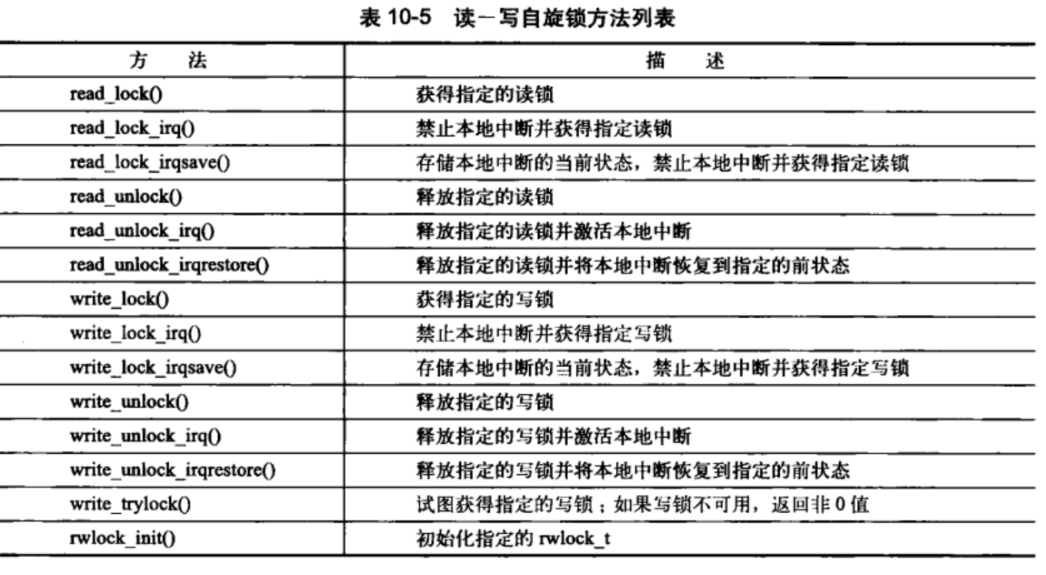 表 10-5 读－写自旋锁方法列表
方 法 描 述
read_lock() 获得指定的读锁
read_lock_irq() 禁止本地中断并获得指定读锁
read_lock_irqsave() 存储本地中断的当前状态，禁止本地中断并获得指定读锁
read_unlock() 释放指定的读锁
read_unlock_irq() 释放指定的读锁并激活本地中断
read_unlock_irqrestore() 释放指定的读锁并将本地中断恢复到指定的前状态
write_lock() 获得指定的写锁
write_lock_irq() 禁止本地中断并获得指定写锁
write_lock_irqsave() 存储本地中断的当前状态，禁止本地中断并获得指定写锁
write_unlock() 释放指定的写锁
write_unlock_irq() 释放指定的写锁并激活本地中断
write_unlock_irqrestore() 释放指定的写锁并将本地中断恢复到指定的前状态
write_trylock() 试图获得指定的写锁；如果写锁不可用，返回非 0 值
rwlock_init() 初始化指定的 rwlock_t